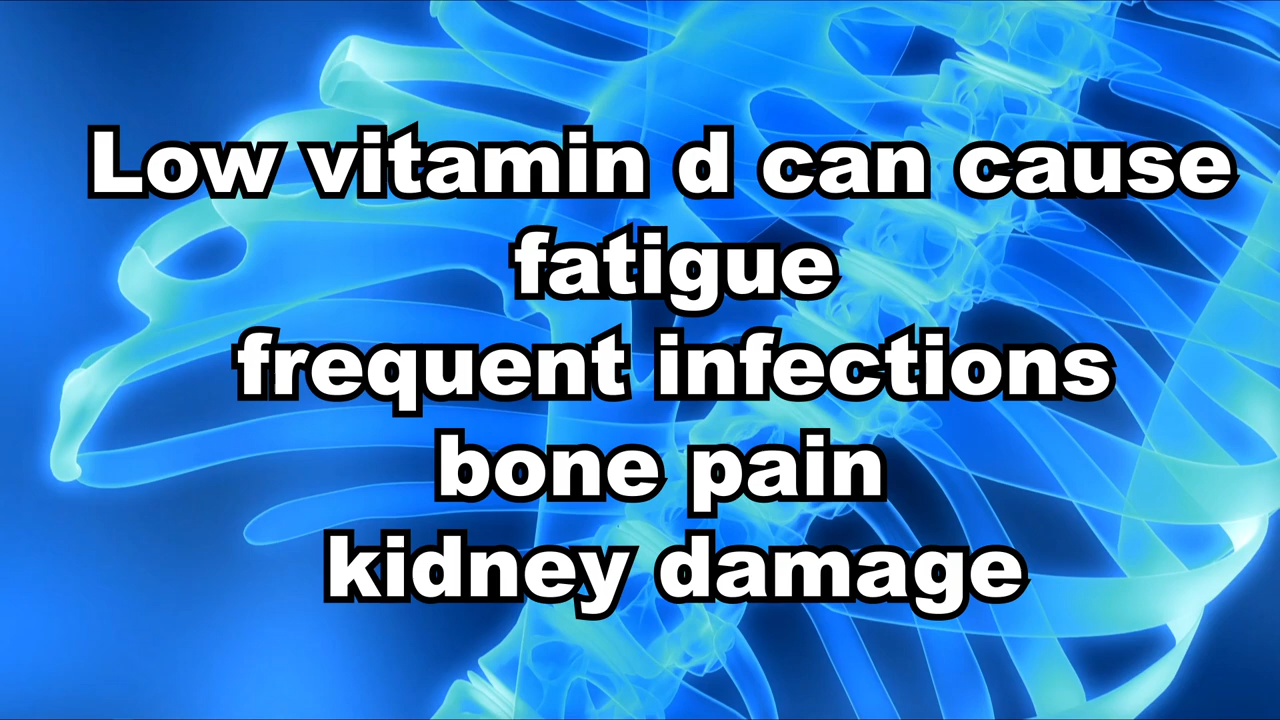 Low vitamin d can cause
fatigue
frequent infections
bone pain
kidney damage